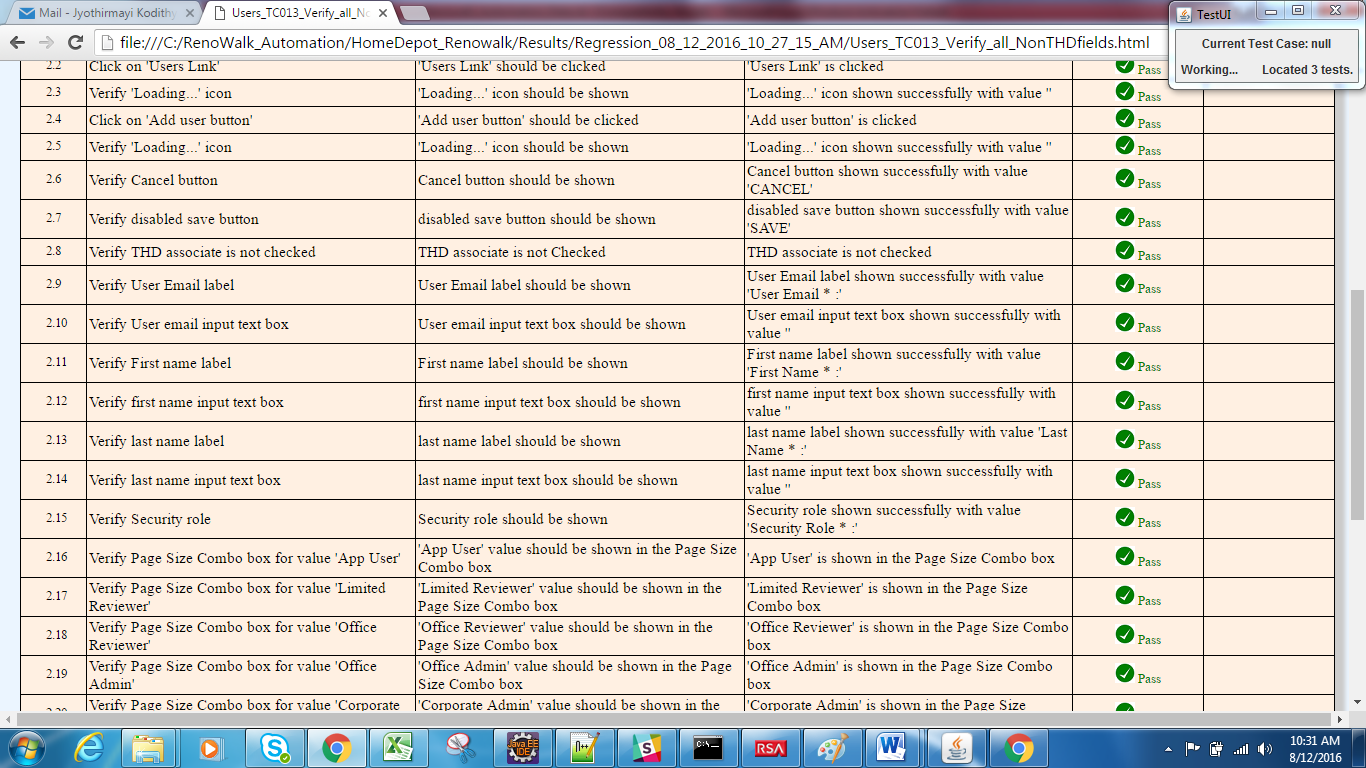 Mail - Jyothirmayi Kodithy
Users_TC013_Verify_all_No
TestUI
file:///C:/RenoWalk_Automation/HomeDepot_Renowalk/Results/Regression_08_12_2016_10_27_15_AM/Users_TC013_Verify_all_NonTHDfields.html
Current Test Case: null
Working... Located 3 tests.
2.2 Click on 'Users Link' 'Users Link' should be clicked 'Users Link' is clicked Pass
2.3 Verify 'Loading...' icon 'Loading...' icon should be shown 'Loading...' icon shown successfully with value '' Pass
2.4 Click on 'Add user button' 'Add user button' should be clicked 'Add user button' is clicked Pass
2.5 Verify 'Loading...' icon 'Loading...' icon should be shown 'Loading...' icon shown successfully with value '' Pass
2.6 Verify Cancel button Cancel button should be shown Cancel button shown successfully with value
'CANCEL' Pass
2.7 Verify disabled save button disabled save button should be shown disabled save button shown successfully with value
'SAVE' Pass
2.8 Verify THD associate is not checked THD associate is not Checked THD associate is not checked Pass
2.9 Verify User Email label User Email label should be shown User Email label shown successfully with value
'User Email * :' Pass
2.10 Verify User email input text box User email input text box should be shown User email input text box shown successfully with
value '' Pass
2.11 Verify First name label First name label should be shown First name label shown successfully with value
'First Name * :' Pass
2.12 Verify first name input text box first name input text box should be shown first name input text box shown successfully with
value '' Pass
2.13 Verify last name label last name label should be shown last name label shown successfully with value 'Last
Name * :' Pass
2.14 Verify last name input text box last name input text box should be shown last name input text box shown successfully with
value '' Pass
2.15 Verify Security role Security role should be shown Security role shown successfully with value
'Security Role * :' Pass
2.16 Verify Page Size Combo box for value 'App User' 'App User' value should be shown in the Page Size
Combo box 'App User' is shown in the Page Size Combo box Pass
2.17 Verify Page Size Combo box for value 'Limited
Reviewer' 'Limited Reviewer' value should be shown in the
Page Size Combo box 'Limited Reviewer' is shown in the Page Size
Combo box Pass
2.18 Verify Page Size Combo box for value 'Office
Reviewer' 'Office Reviewer' value should be shown in the
Page Size Combo box 'Office Reviewer' is shown in the Page Size Combo
box Pass
2.19 Verify Page Size Combo box for value 'Office
Admin' 'Office Admin' value should be shown in the Page
Size Combo box 'Office Admin' is shown in the Page Size Combo
box Pass
2.20 Verify Page Size Combo box for value 'Corporate 'Corporate Admin' value should be shown in the 'Corporate Admin' is shown in the Page Size
Java EE
IDE
C:\_
RSA
10:31 AM
8/12/2016